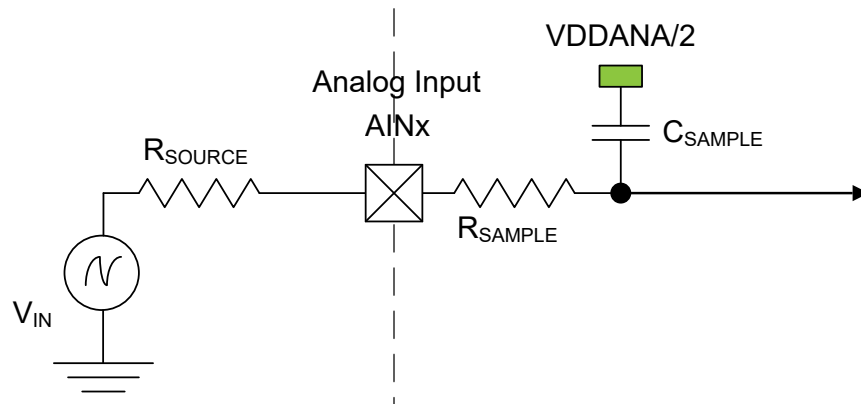 VDDANA/2
Analog Input
AINx
CSAMPLE
RSOURCE
RSAMPLE
VIN